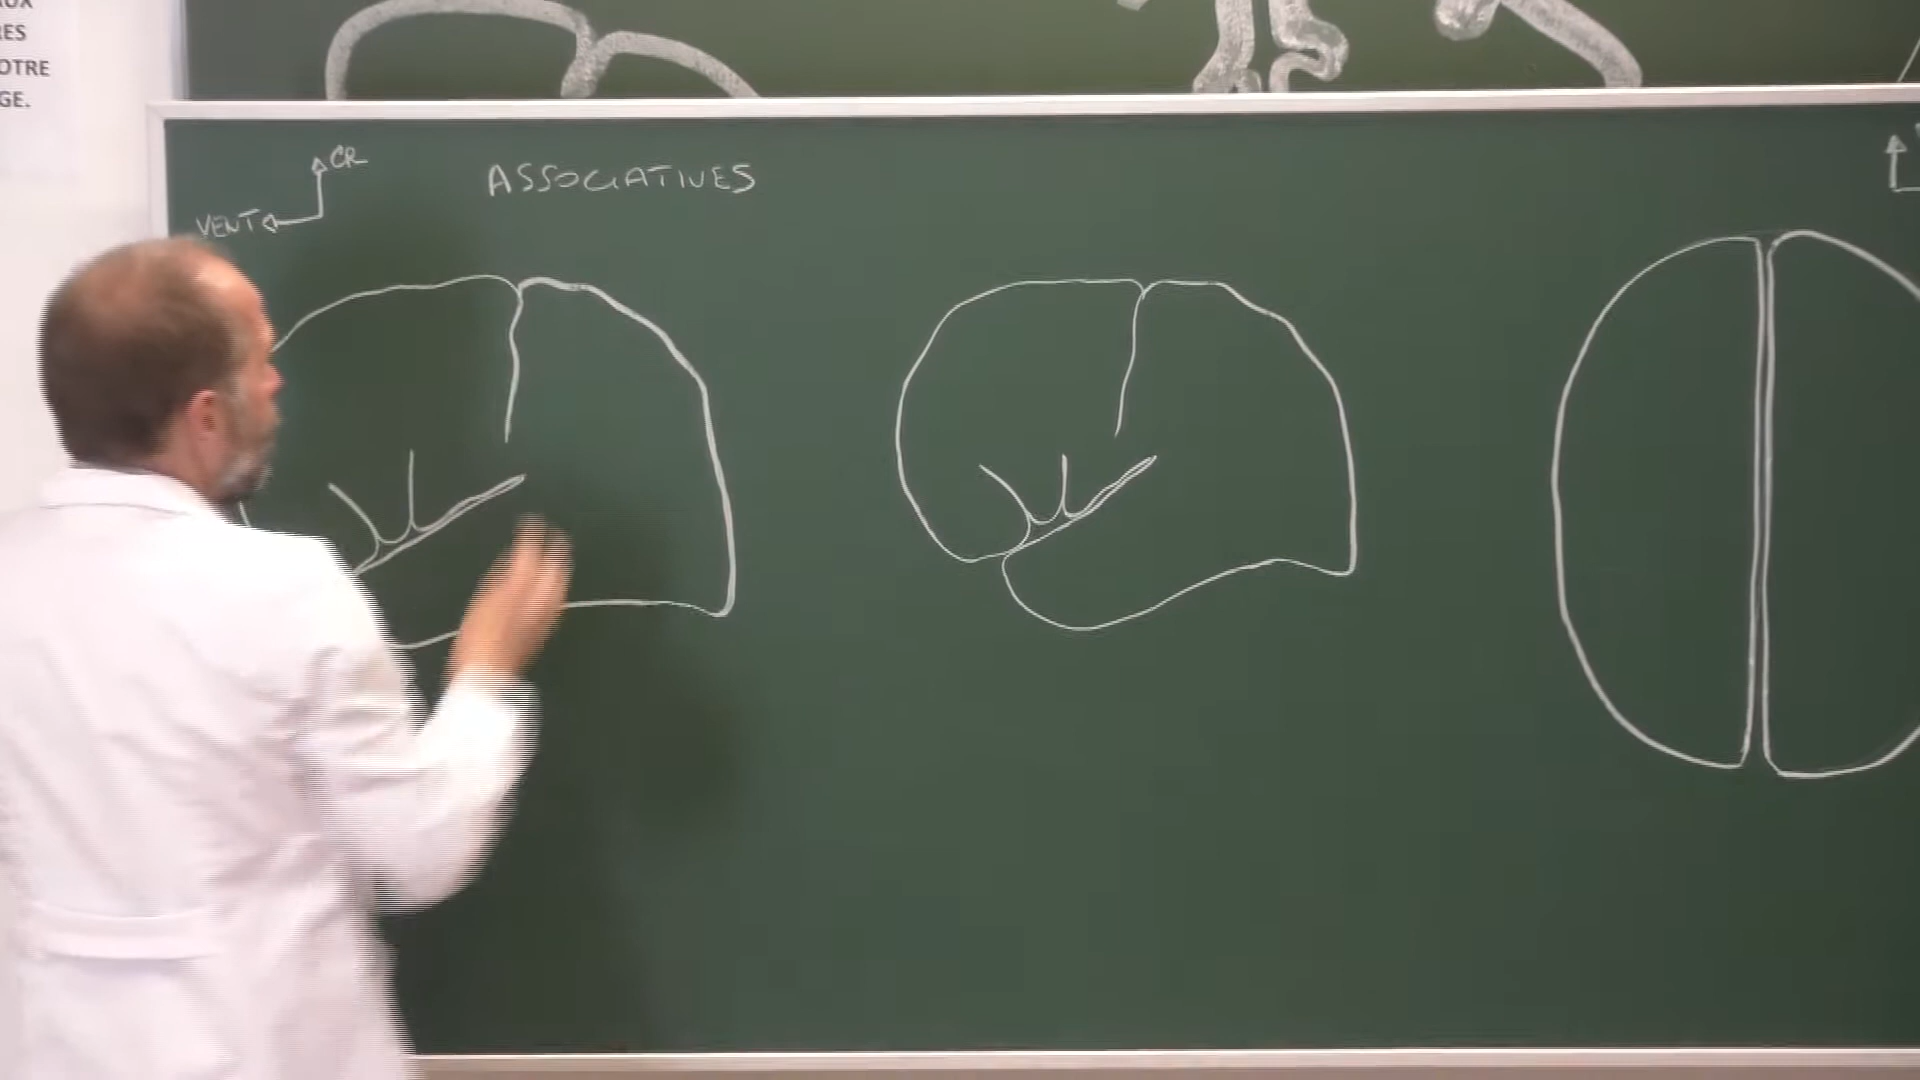 RES
OTRE
GE.
CR
VENT
ASSOCIATIVES